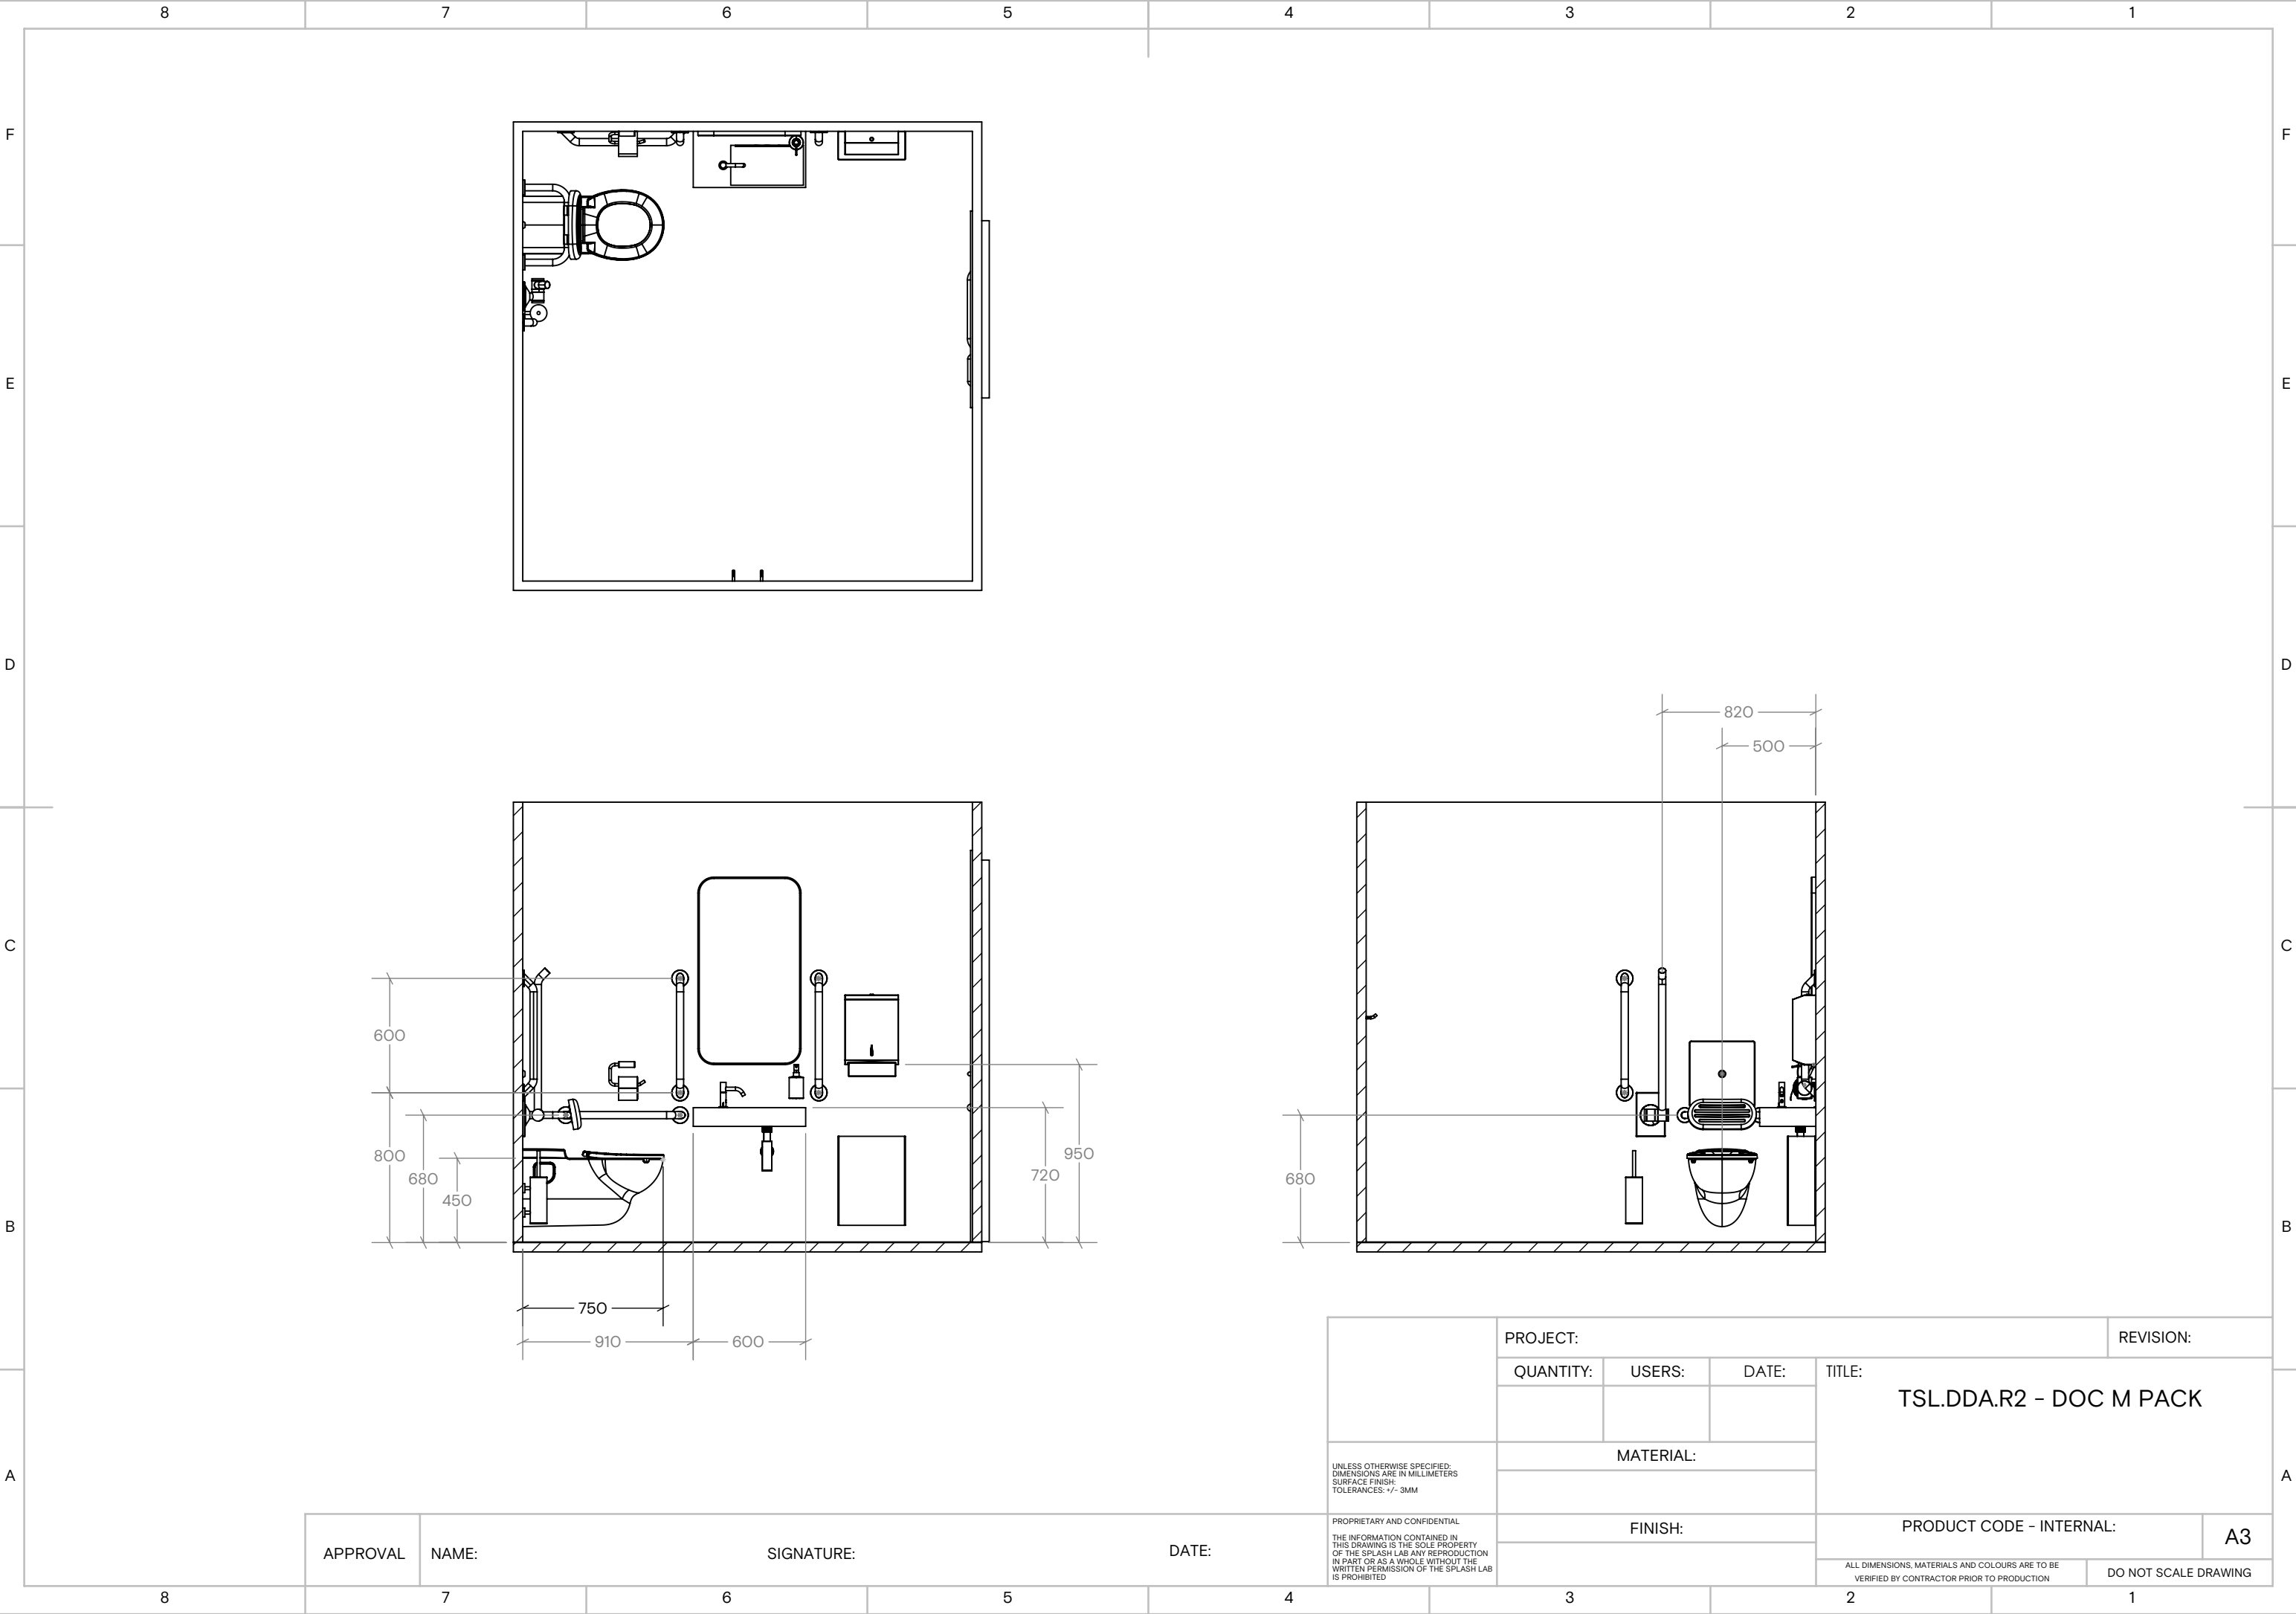 8 7 6 5 4 3 2 1
F F
E E
D D
820
500
C C
600
800
680
450
950
720
680
B B
750
910 600
PROJECT: REVISION:
QUANTITY: USERS: DATE: TITLE:
TSL.DDA.R2 - DOC M PACK
MATERIAL:
UNLESS OTHERWISE SPECIFIED:
DIMENSIONS ARE IN MILLIMETERS
SURFACE FINISH:
TOLERANCES: +/- 3MM
A A
PROPRIETARY AND CONFIDENTIAL
THE INFORMATION CONTAINED IN
THIS DRAWING IS THE SOLE PROPERTY
OF THE SPLASH LAB ANY REPRODUCTION
IN PART OR AS A WHOLE WITHOUT THE
WRITTEN PERMISSION OF THE SPLASH LAB
IS PROHIBITED
FINISH:
PRODUCT CODE - INTERNAL:
A3
ALL DIMENSIONS, MATERIALS AND COLOURS ARE TO BE
VERIFIED BY CONTRACTOR PRIOR TO PRODUCTION
DO NOT SCALE DRAWING
APPROVAL NAME: SIGNATURE: DATE:
8 7 6 5 4 3 2 1